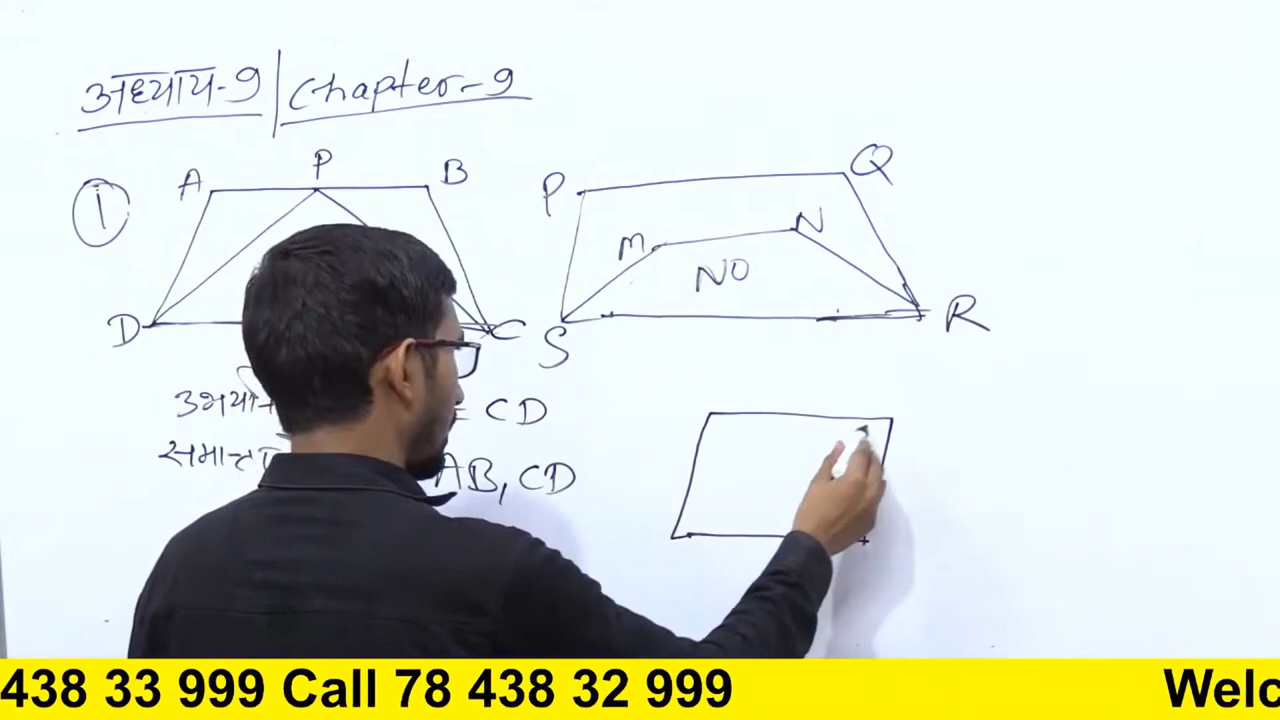 अध्याय-9 | Chapter-9
1
A P B
D C
P Q
M N
NO
S R
= CD
AB, CD
438 33 999 Call 78 438 32 999 Welc